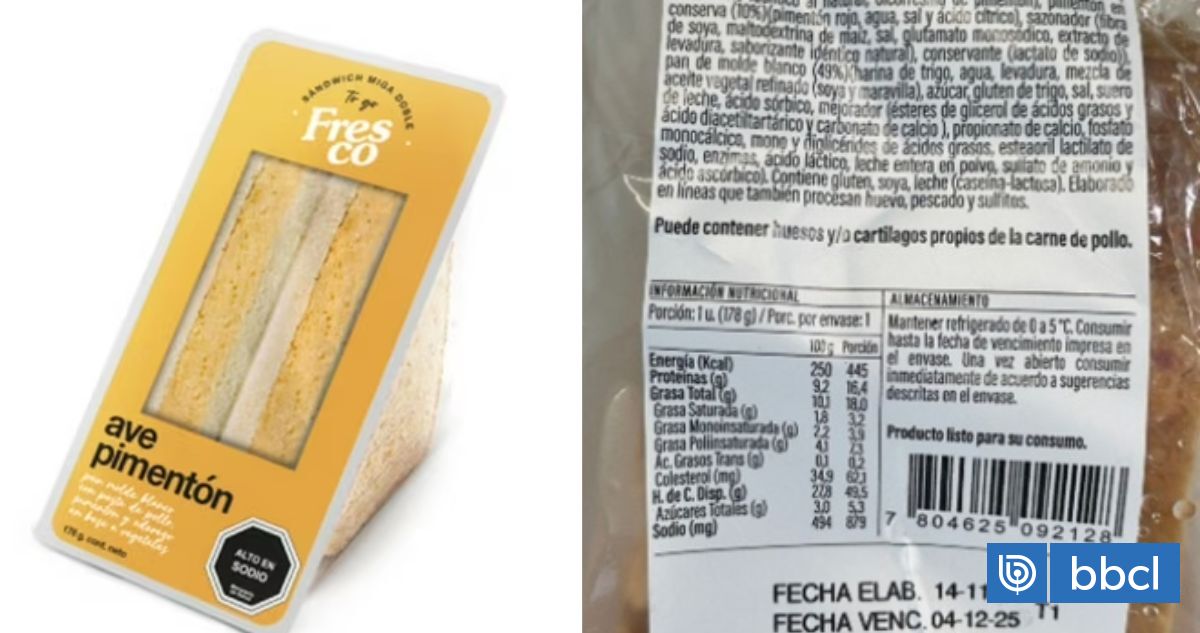 SÁNDWICH MIGA DOBLE
To go
Fres
co
ave
pimentón
pan molde blanco
con pasta de pollo,
pimentón y aderezo
en base a vegetales
178 g. cont. neto
ALTO EN
SODIO
conserva (10%)(pimentón rojo, agua, sal y ácido cítrico), sazonador (fibra
de soya, maltodextrina de maíz, sal, glutamato monosódico, extracto de
levadura, saborizante idéntico natural), conservante (lactato de sodio)),
pan de molde blanco (49%)(harina de trigo, agua, levadura, mezcla de
aceite vegetal refinado (soya y maravilla), azúcar, gluten de trigo, sal, suero
de leche, ácido sórbico, mejorador (ésteres de glicerol de ácidos grasos y
ácido diacetiltartárico y carbonato de calcio ), propionato de calcio, fosfato
monocálcico, mono y diglicéridos de ácidos grasos, estearoil lactilato de
sodio, enzimas, ácido láctico, leche entera en polvo, sulfato de amonio y
ácido ascórbico). Contiene gluten, soya, leche (caseína-lactosa). Elaborado
en líneas que también procesan huevo, pescado y sulfitos.
Puede contener huesos y/o cartílagos propios de la carne de pollo.
INFORMACIÓN NUTRICIONAL
Porción: 1 u. (178 g) / Porc. por envase: 1
100 g Porción
Energía (Kcal) 250 445
Proteínas (g) 9,2 16,4
Grasa Total (g) 10,1 18,0
Grasa Saturada (g) 1,8 3,2
Grasa Monoinsaturada (g) 2,2 3,9
Grasa Poliinsaturada (g) 4,1 7,3
Ác. Grasos Trans (g) 0,1 0,2
Colesterol (mg) 34,9 62,1
H. de C. Disp. (g) 27,8 49,5
Azúcares Totales (g) 3,0 5,3
Sodio (mg) 494 879
ALMACENAMIENTO
Mantener refrigerado de 0 a 5 °C. Consumir
hasta la fecha de vencimiento impresa en
el envase. Una vez abierto consumir
inmediatamente de acuerdo a sugerencias
descritas en el envase.
Producto listo para su consumo.
7 804625 092128
FECHA ELAB. 14-11
FECHA VENC. 04-12-25 T1
bbcl